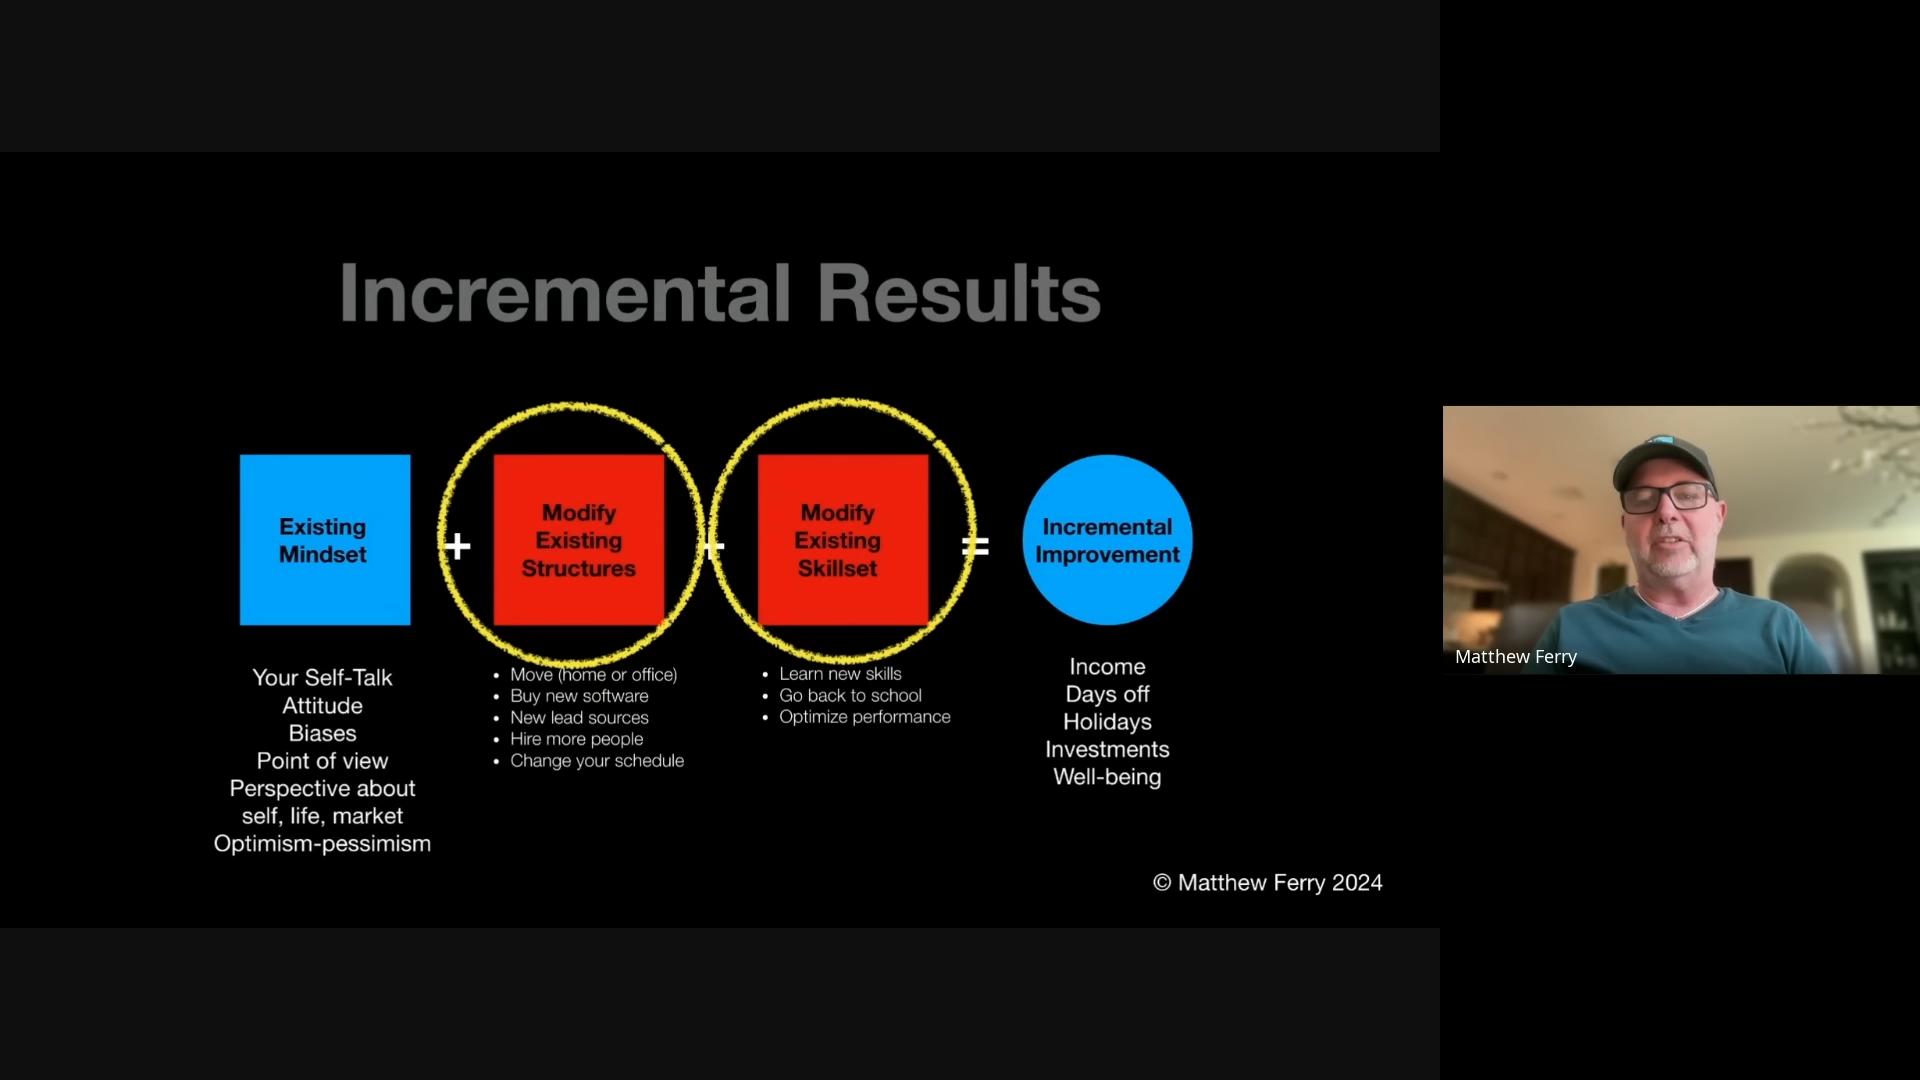 Incremental Results
Existing
Mindset
+
Modify
Existing
Structures
+
Modify
Existing
Skillset
=
Incremental
Improvement
Your Self-Talk
Attitude
Biases
Point of view
Perspective about
self, life, market
Optimism-pessimism
• Move (home or office)
• Buy new software
• New lead sources
• Hire more people
• Change your schedule
• Learn new skills
• Go back to school
• Optimize performance
Income
Days off
Holidays
Investments
Well-being
© Matthew Ferry 2024
Matthew Ferry